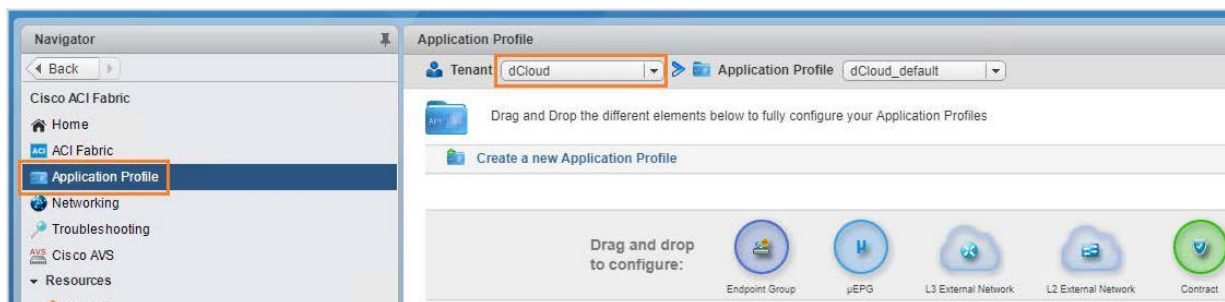 Navigator
Application Profile
Back
Tenant dCloud Application Profile dCloud_default
Cisco ACI Fabric
Home
Drag and Drop the different elements below to fully configure your Application Profiles
ACI ACI Fabric
Create a new Application Profile
Application Profile
Networking
Troubleshooting
AVS Cisco AVS
Resources
Drag and drop
to configure:
µ
Endpoint Group µEPG L3 External Network L2 External Network Contract